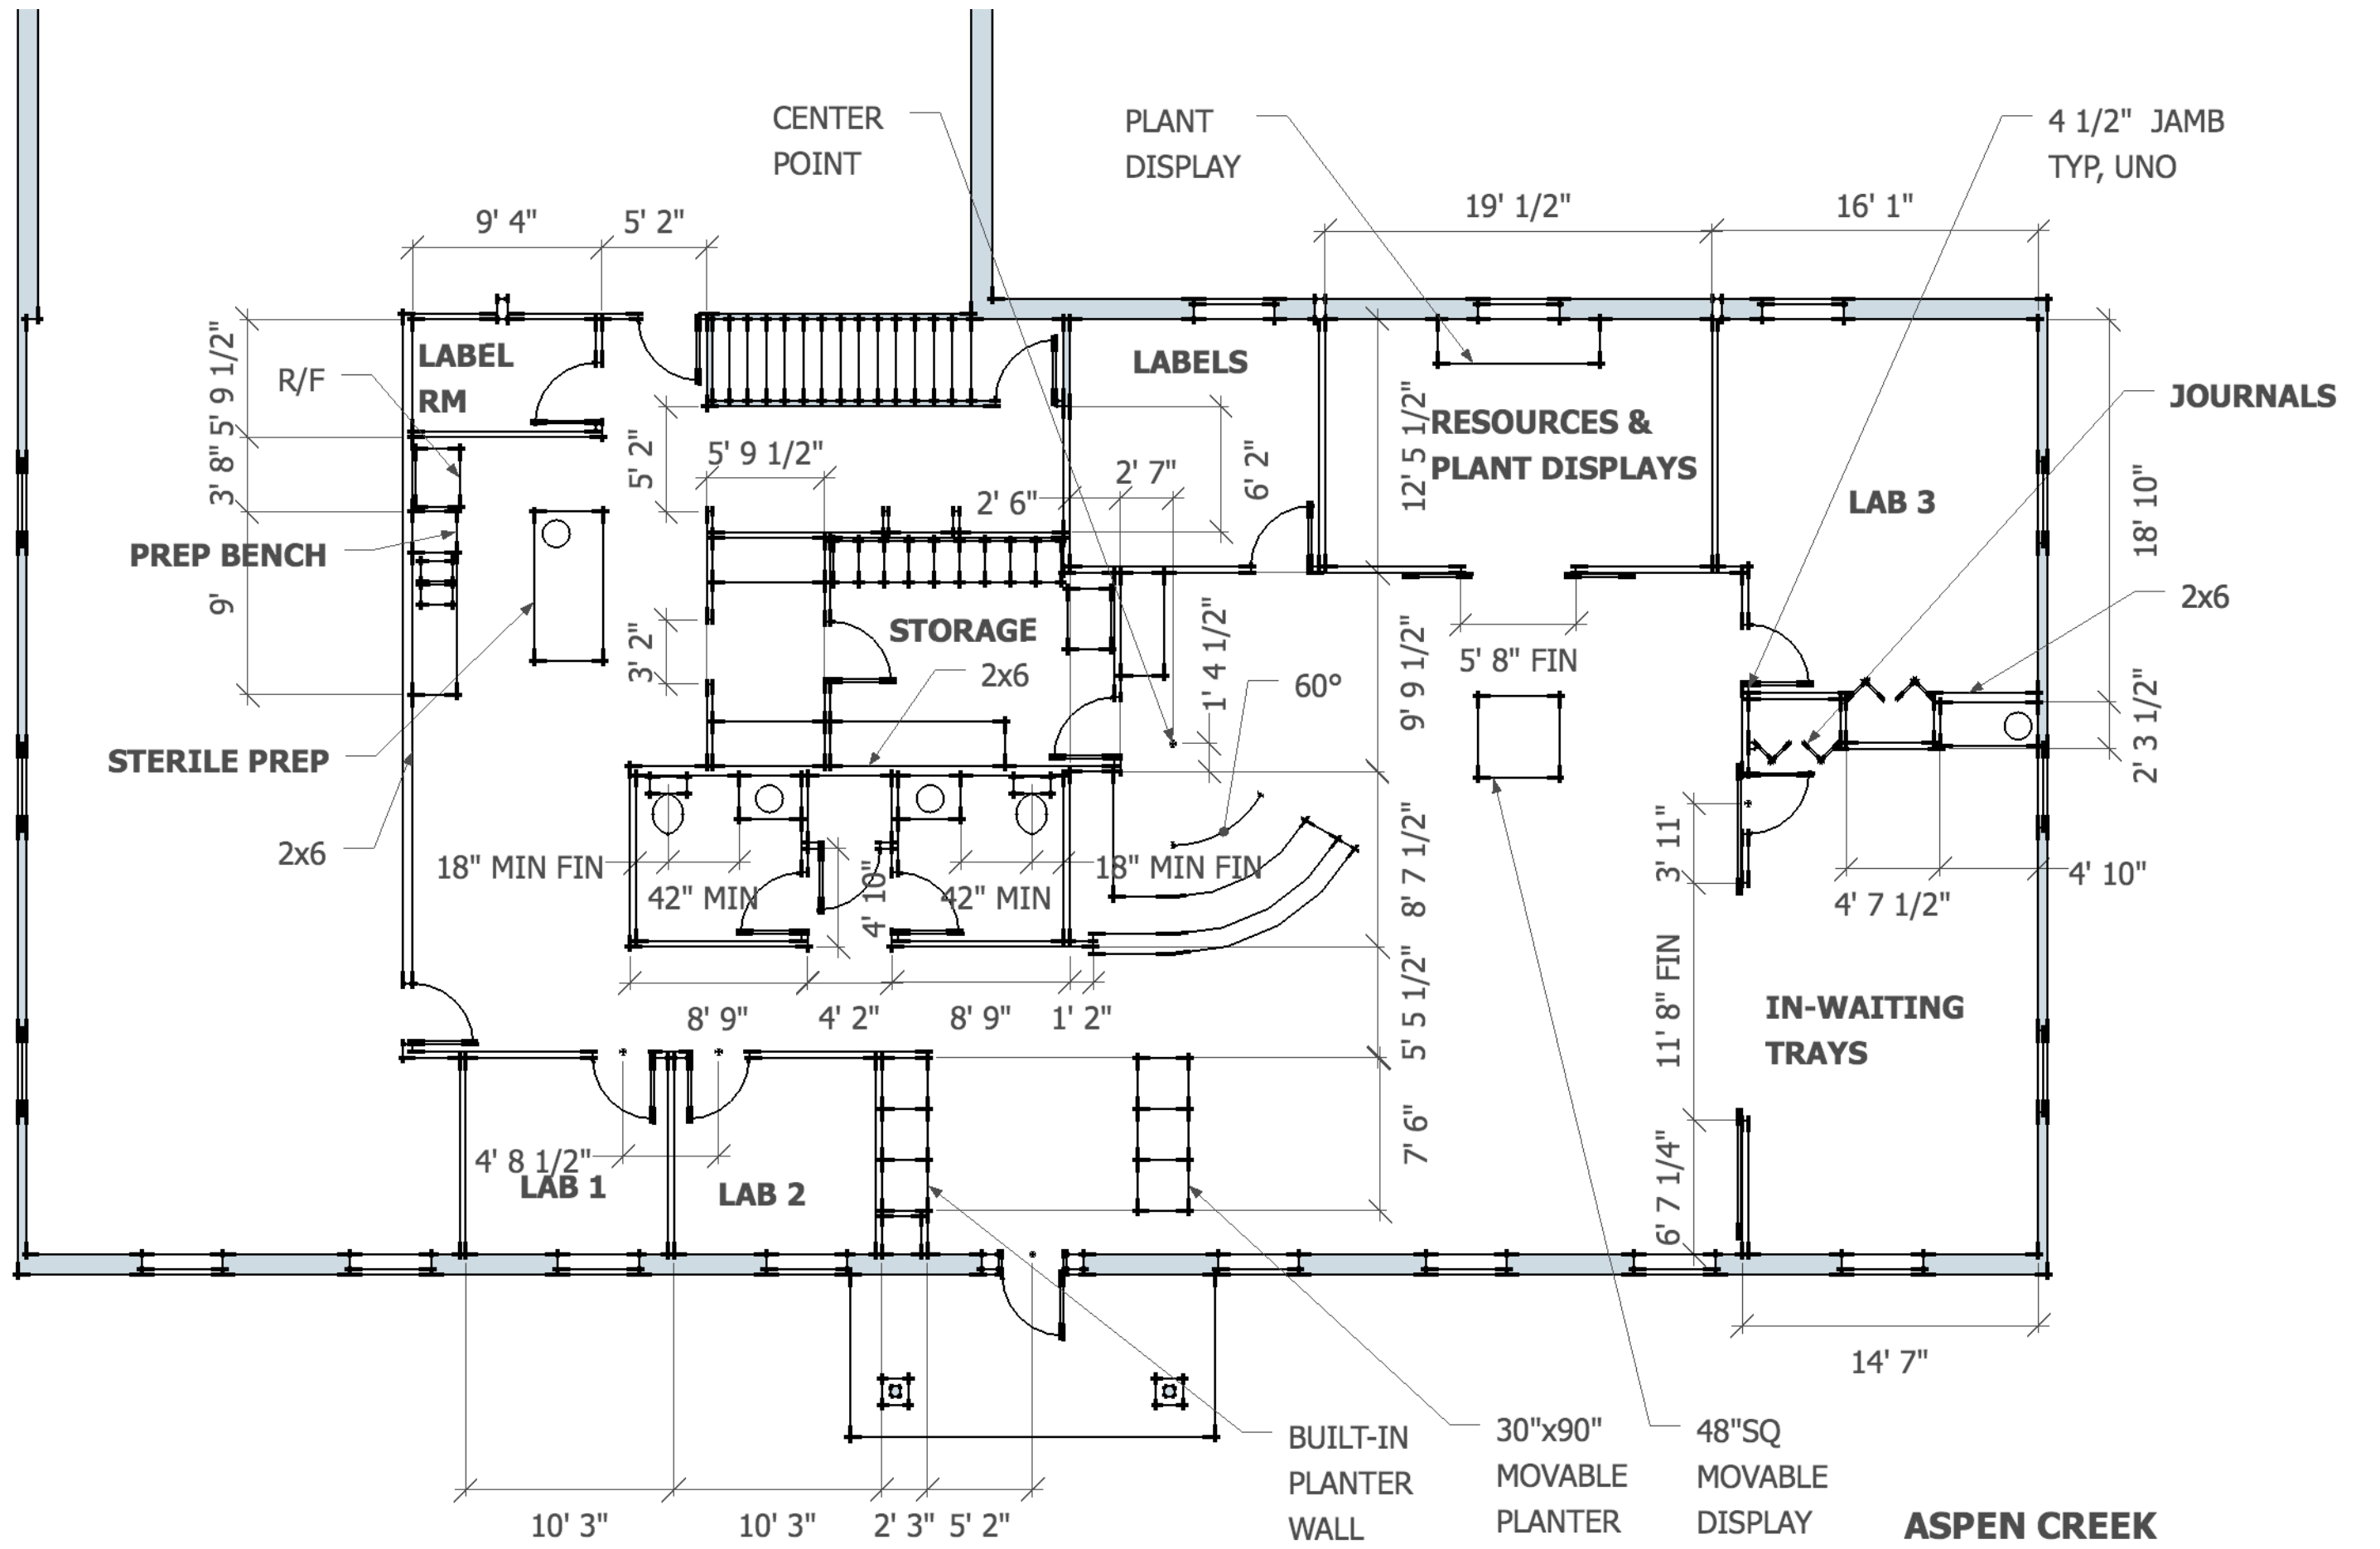 CENTER
POINT
PLANT
DISPLAY
4 1/2" JAMB
TYP, UNO
9' 4"
5' 2"
19' 1/2"
16' 1"
5' 9 1/2"
R/F
LABEL
RM
LABELS
12' 5 1/2"
RESOURCES &
PLANT DISPLAYS
JOURNALS
3' 8"
5' 2"
5' 9 1/2"
2' 6"
2' 7"
6' 2"
LAB 3
18' 10"
PREP BENCH
9'
3' 2"
STORAGE
2x6
1' 4 1/2"
60°
9' 9 1/2"
5' 8" FIN
2x6
2' 3 1/2"
STERILE PREP
2x6
18" MIN FIN
42" MIN
4' 10"
42" MIN
18" MIN FIN
8' 7 1/2"
3' 11"
4' 7 1/2"
4' 10"
8' 9"
4' 2"
8' 9"
1' 2"
5' 5 1/2"
11' 8" FIN
IN-WAITING
TRAYS
4' 8 1/2"
LAB 1
LAB 2
7' 6"
6' 7 1/4"
14' 7"
BUILT-IN
PLANTER
WALL
30"x90"
MOVABLE
PLANTER
48"SQ
MOVABLE
DISPLAY
10' 3"
10' 3"
2' 3"
5' 2"
ASPEN CREEK